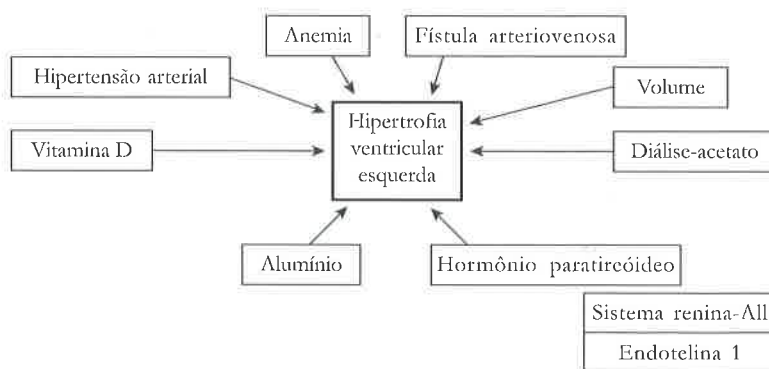 Anemia
Fístula arteriovenosa
Hipertensão arterial
Volume
Hipertrofia
ventricular
esquerda
Vitamina D
Diálise-acetato
Alumínio
Hormônio paratireóideo
Sistema renina-AII
Endotelina 1